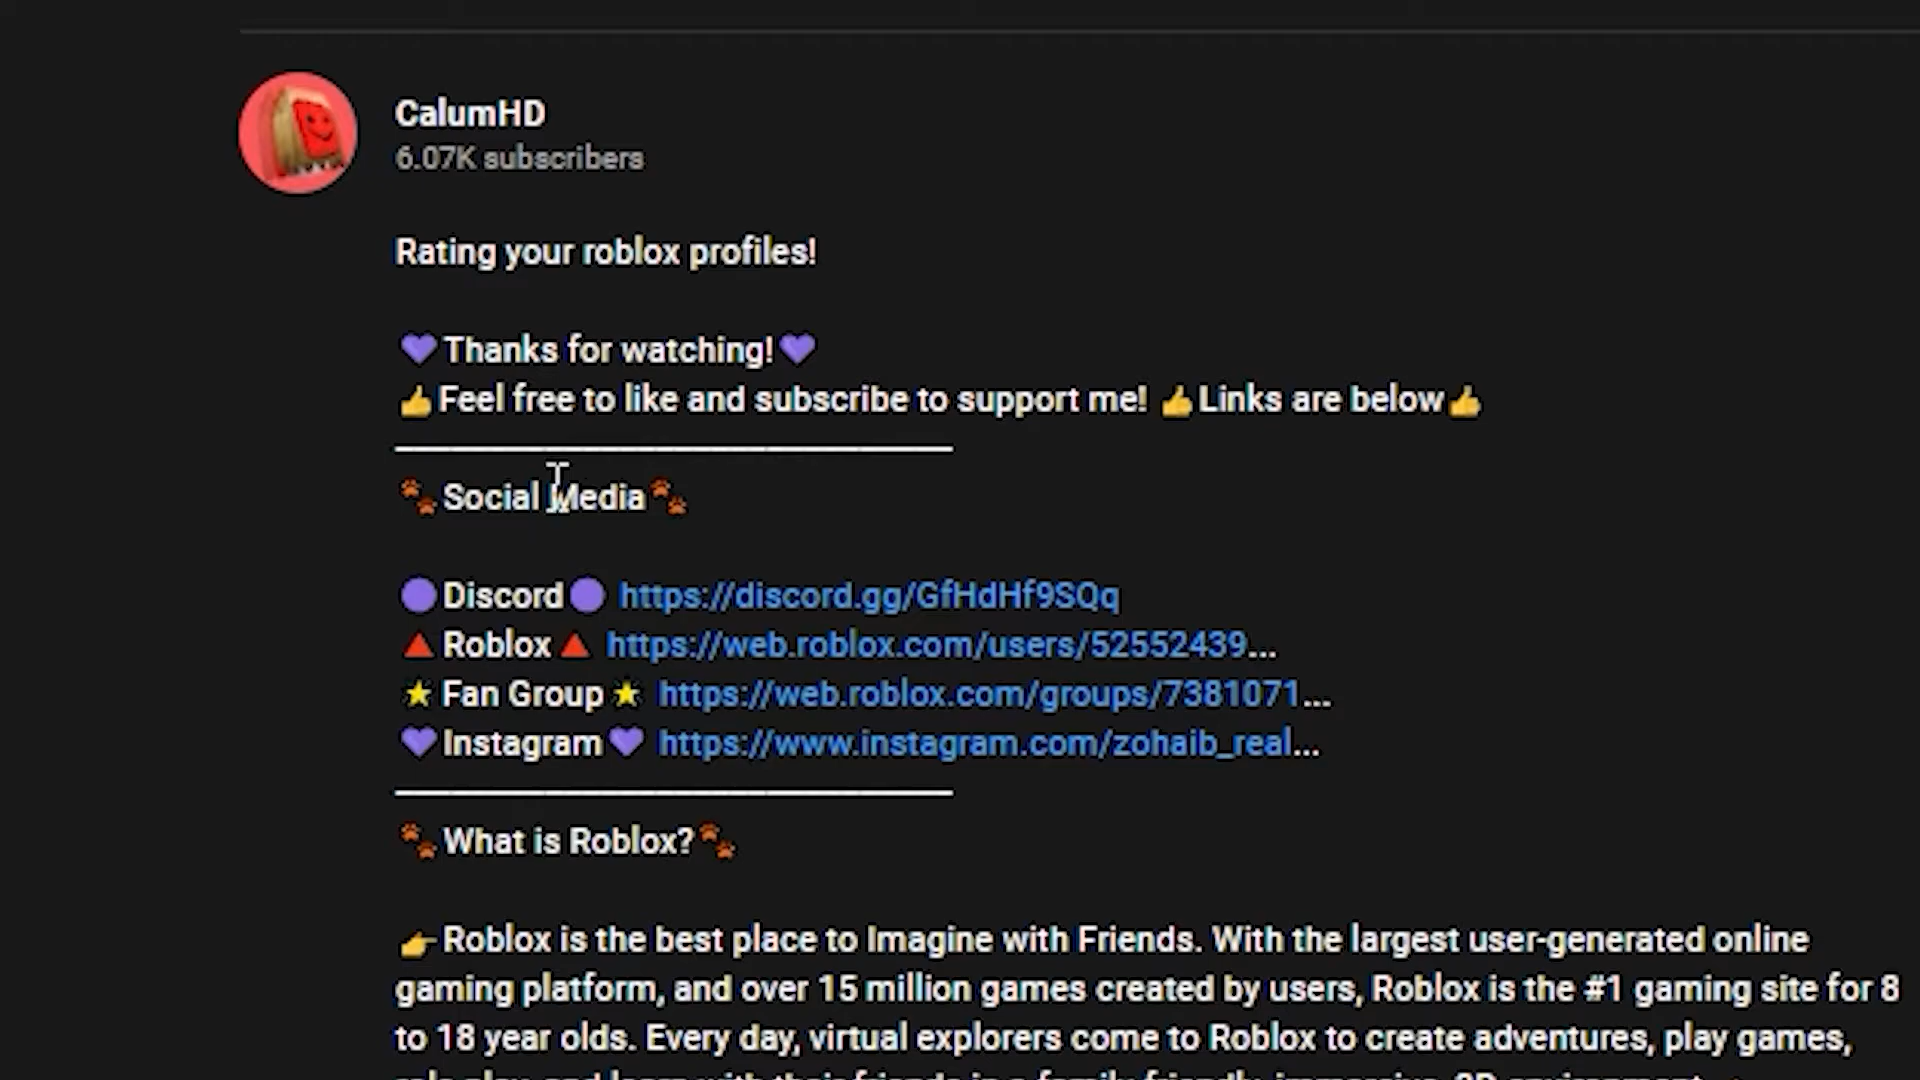 CalumHD
6.07K subscribers
Rating your roblox profiles!
💜Thanks for watching!💜
👍Feel free to like and subscribe to support me! 👍Links are below👍
🐾Social Media🐾
🟣Discord🟣 https://discord.gg/GfHdHf9SQq
🔺Roblox🔺 https://web.roblox.com/users/52552439...
⭐Fan Group⭐ https://web.roblox.com/groups/7381071...
💜Instagram💜 https://www.instagram.com/zohaib_real...
🐾What is Roblox?🐾
👉Roblox is the best place to Imagine with Friends. With the largest user-generated online
gaming platform, and over 15 million games created by users, Roblox is the #1 gaming site for 8
to 18 year olds. Every day, virtual explorers come to Roblox to create adventures, play games,